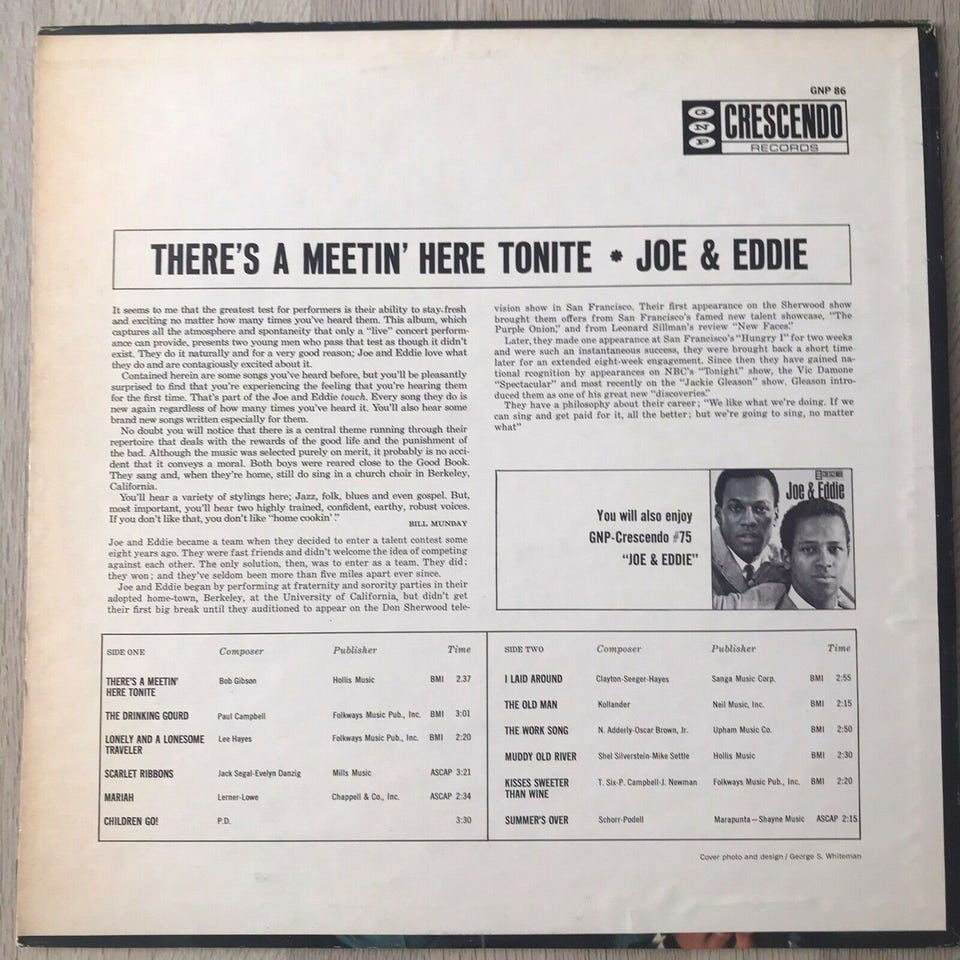 GNP 86
GNP CRESCENDO
RECORDS
THERE'S A MEETIN' HERE TONITE * JOE & EDDIE
It seems to me that the greatest test for performers is their ability to stay fresh
and exciting no matter how many times you've heard them. This album, which
captures all the atmosphere and spontaneity that only a "live" concert perform-
ance can provide, presents two young men who pass that test as though it didn't
exist. They do it naturally and for a very good reason; Joe and Eddie love what
they do and are contagiously excited about it.
Contained herein are some songs you've heard before, but you'll be pleasantly
surprised to find that you're experiencing the feeling that you're hearing them
for the first time. That's part of the Joe and Eddie touch. Every song they do is
new again regardless of how many times you've heard it. You'll also hear some
brand new songs written especially for them.
No doubt you will notice that there is a central theme running through their
repertoire that deals with the rewards of the good life and the punishment of
the bad. Although the music was selected purely on merit, it probably is no acci-
dent that it conveys a moral. Both boys were reared close to the Good Book.
They sang and, when they're home, still do sing in a church choir in Berkeley,
California.
You'll hear a variety of stylings here; Jazz, folk, blues and even gospel. But,
most important, you'll hear two highly trained, confident, earthy, robust voices.
If you don't like that, you don't like "home cookin'."
BILL MUNDAY
Joe and Eddie became a team when they decided to enter a talent contest some
eight years ago. They were fast friends and didn't welcome the idea of competing
against each other. The only solution, then, was to enter as a team. They did;
they won; and they've seldom been more than five miles apart ever since.
Joe and Eddie began by performing at fraternity and sorority parties in their
adopted home-town, Berkeley, at the University of California, but didn't get
their first big break until they auditioned to appear on the Don Sherwood tele-
vision show in San Francisco. Their first appearance on the Sherwood show
brought them offers from San Francisco's famed new talent showcase, "The
Purple Onion," and from Leonard Sillman's review "New Faces."
Later, they made one appearance at San Francisco's "Hungry I" for two weeks
and were such an instantaneous success, they were brought back a short time
later for an extended eight-week engagement. Since then they have gained na-
tional rcognition by appearances on NBC's "Tonight" show, the Vic Damone
"Spectacular" and most recently on the "Jackie Gleason" show. Gleason intro-
duced them as one of his great new "discoveries."
They have a philosophy about their career; "We like what we're doing. If we
can sing and get paid for it, all the better; but we're going to sing, no matter
what"
You will also enjoy
GNP-Crescendo #75
"JOE & EDDIE"
CRESCENDO
Joe & Eddie
SIDE ONE Composer Publisher Time
THERE'S A MEETIN' Bob Gibson Hollis Music BMI 2.37
HERE TONITE
THE DRINKING GOURD Paul Campbell Folkways Music Pub., Inc. BMI 3:01
LONELY AND A LONESOME Lee Hayes Folkways Music Pub., Inc. BMI 2:20
TRAVELER
SCARLET RIBBONS Jack Segal-Evelyn Danzig Mills Music ASCAP 3:21
MARIAH Lerner-Lowe Chappell & Co., Inc. ASCAP 2:34
CHILDREN GO! P.D. 3:30
SIDE TWO Composer Publisher Time
I LAID AROUND Clayton-Seeger-Hayes Sanga Music Corp. BMI 2:55
THE OLD MAN Kollander Neil Music, Inc. BMI 2:15
THE WORK SONG N. Adderly-Oscar Brown, Jr. Upham Music Co. BMI 2:50
MUDDY OLD RIVER Shel Silverstein-Mike Settle Hollis Music BMI 2:30
KISSES SWEETER T. Six-P. Campbell-J. Newman Folkways Music Pub., Inc. BMI 2:20
THAN WINE
SUMMER'S OVER Schorr-Podell Marapunta—Shayne Music ASCAP 2:15
Cover photo and design / George S. Whiteman